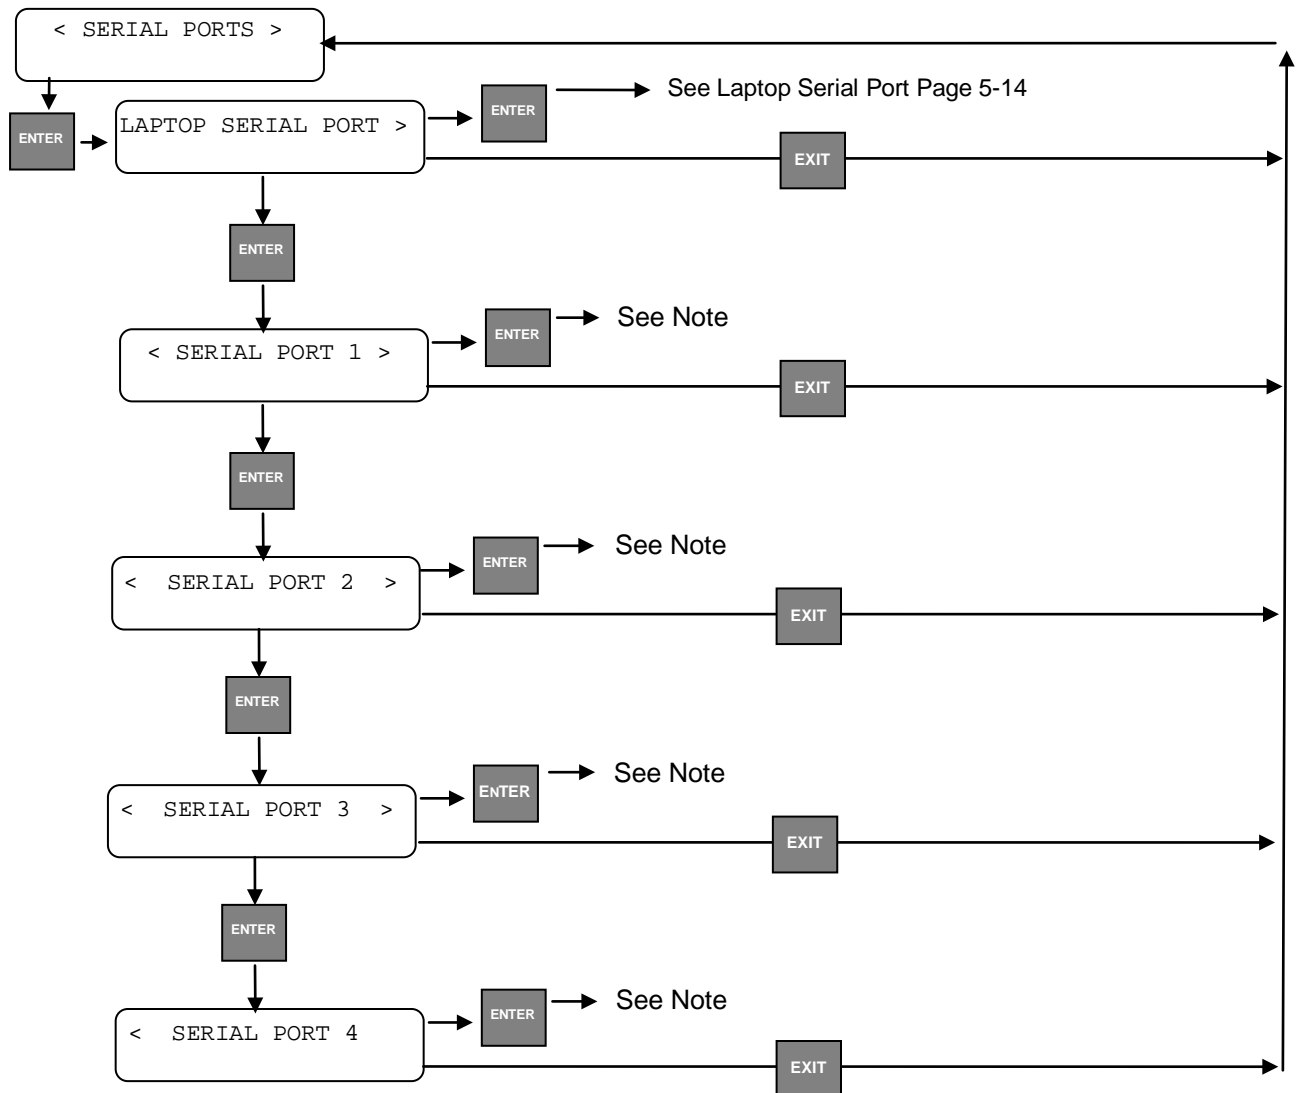 < SERIAL PORTS >
ENTER
LAPTOP SERIAL PORT >
ENTER
See Laptop Serial Port Page 5-14
EXIT
ENTER
< SERIAL PORT 1 >
ENTER
See Note
EXIT
ENTER
< SERIAL PORT 2 >
ENTER
See Note
EXIT
ENTER
< SERIAL PORT 3 >
ENTER
See Note
EXIT
ENTER
< SERIAL PORT 4
ENTER
See Note
EXIT